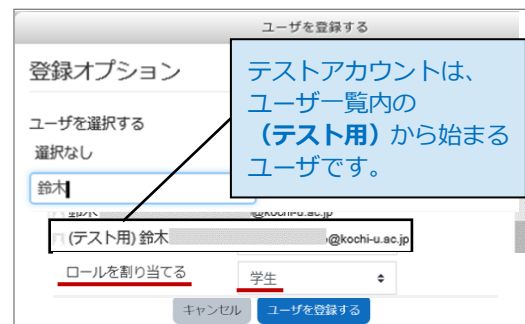 ユーザを登録する
登録オプション
テストアカウントは、
ユーザ一覧内の
（テスト用）から始まる
ユーザです。
ユーザを選択する
選択なし
鈴木
鈴木 @kochi-u.ac.jp
(テスト用) 鈴木 @kochi-u.ac.jp
ロールを割り当てる 学生
キャンセル ユーザを登録する